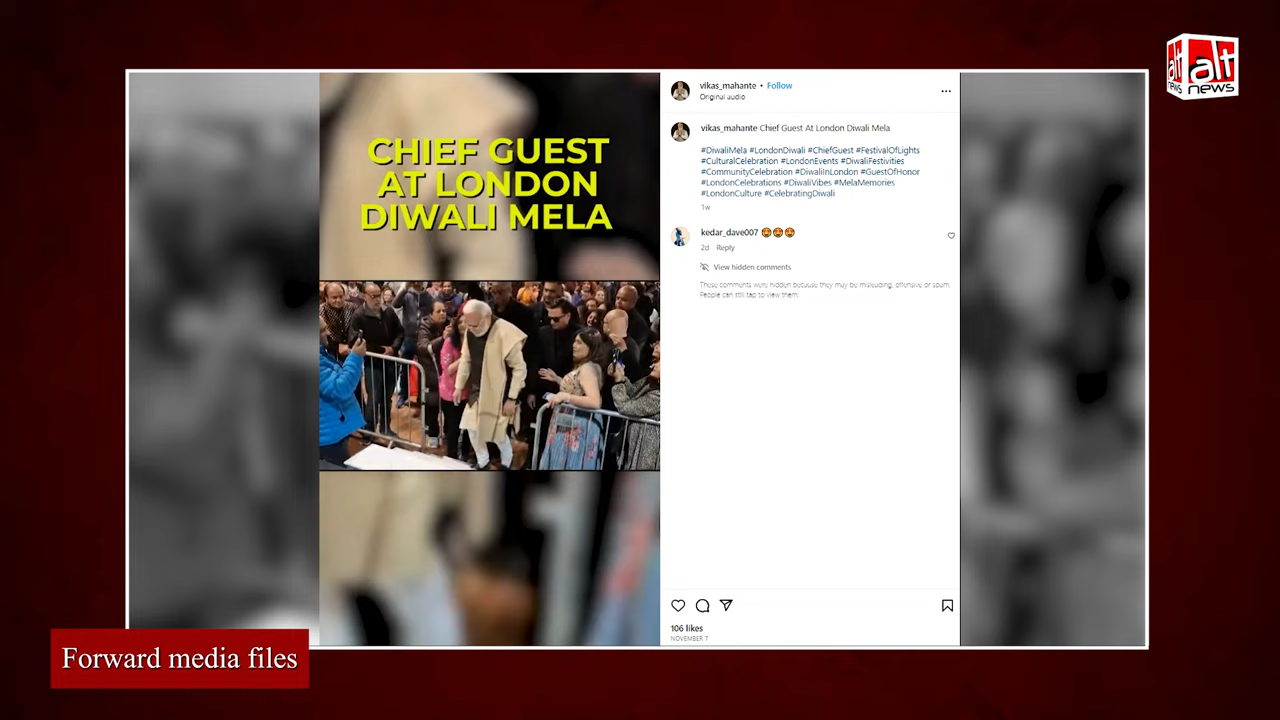 alt
alt
news
news
CHIEF GUEST
AT LONDON
DIWALI MELA
vikas_mahante • Follow
Original audio
vikas_mahante Chief Guest At London Diwali Mela
#DiwaliMela #LondonDiwali #ChiefGuest #FestivalOfLights
#CulturalCelebration #LondonEvents #DiwaliFestivities
#CommunityCelebration #DiwaliInLondon #GuestOfHonor
#LondonCelebrations #DiwaliVibes #MelaMemories
#LondonCulture #CelebratingDiwali
1w
kedar_dave007 🤩🤩🤩
2d Reply
View hidden comments
These comments were hidden because they may be misleading, offensive or spam.
People can still tap to view them.
106 likes
NOVEMBER 7
Forward media files